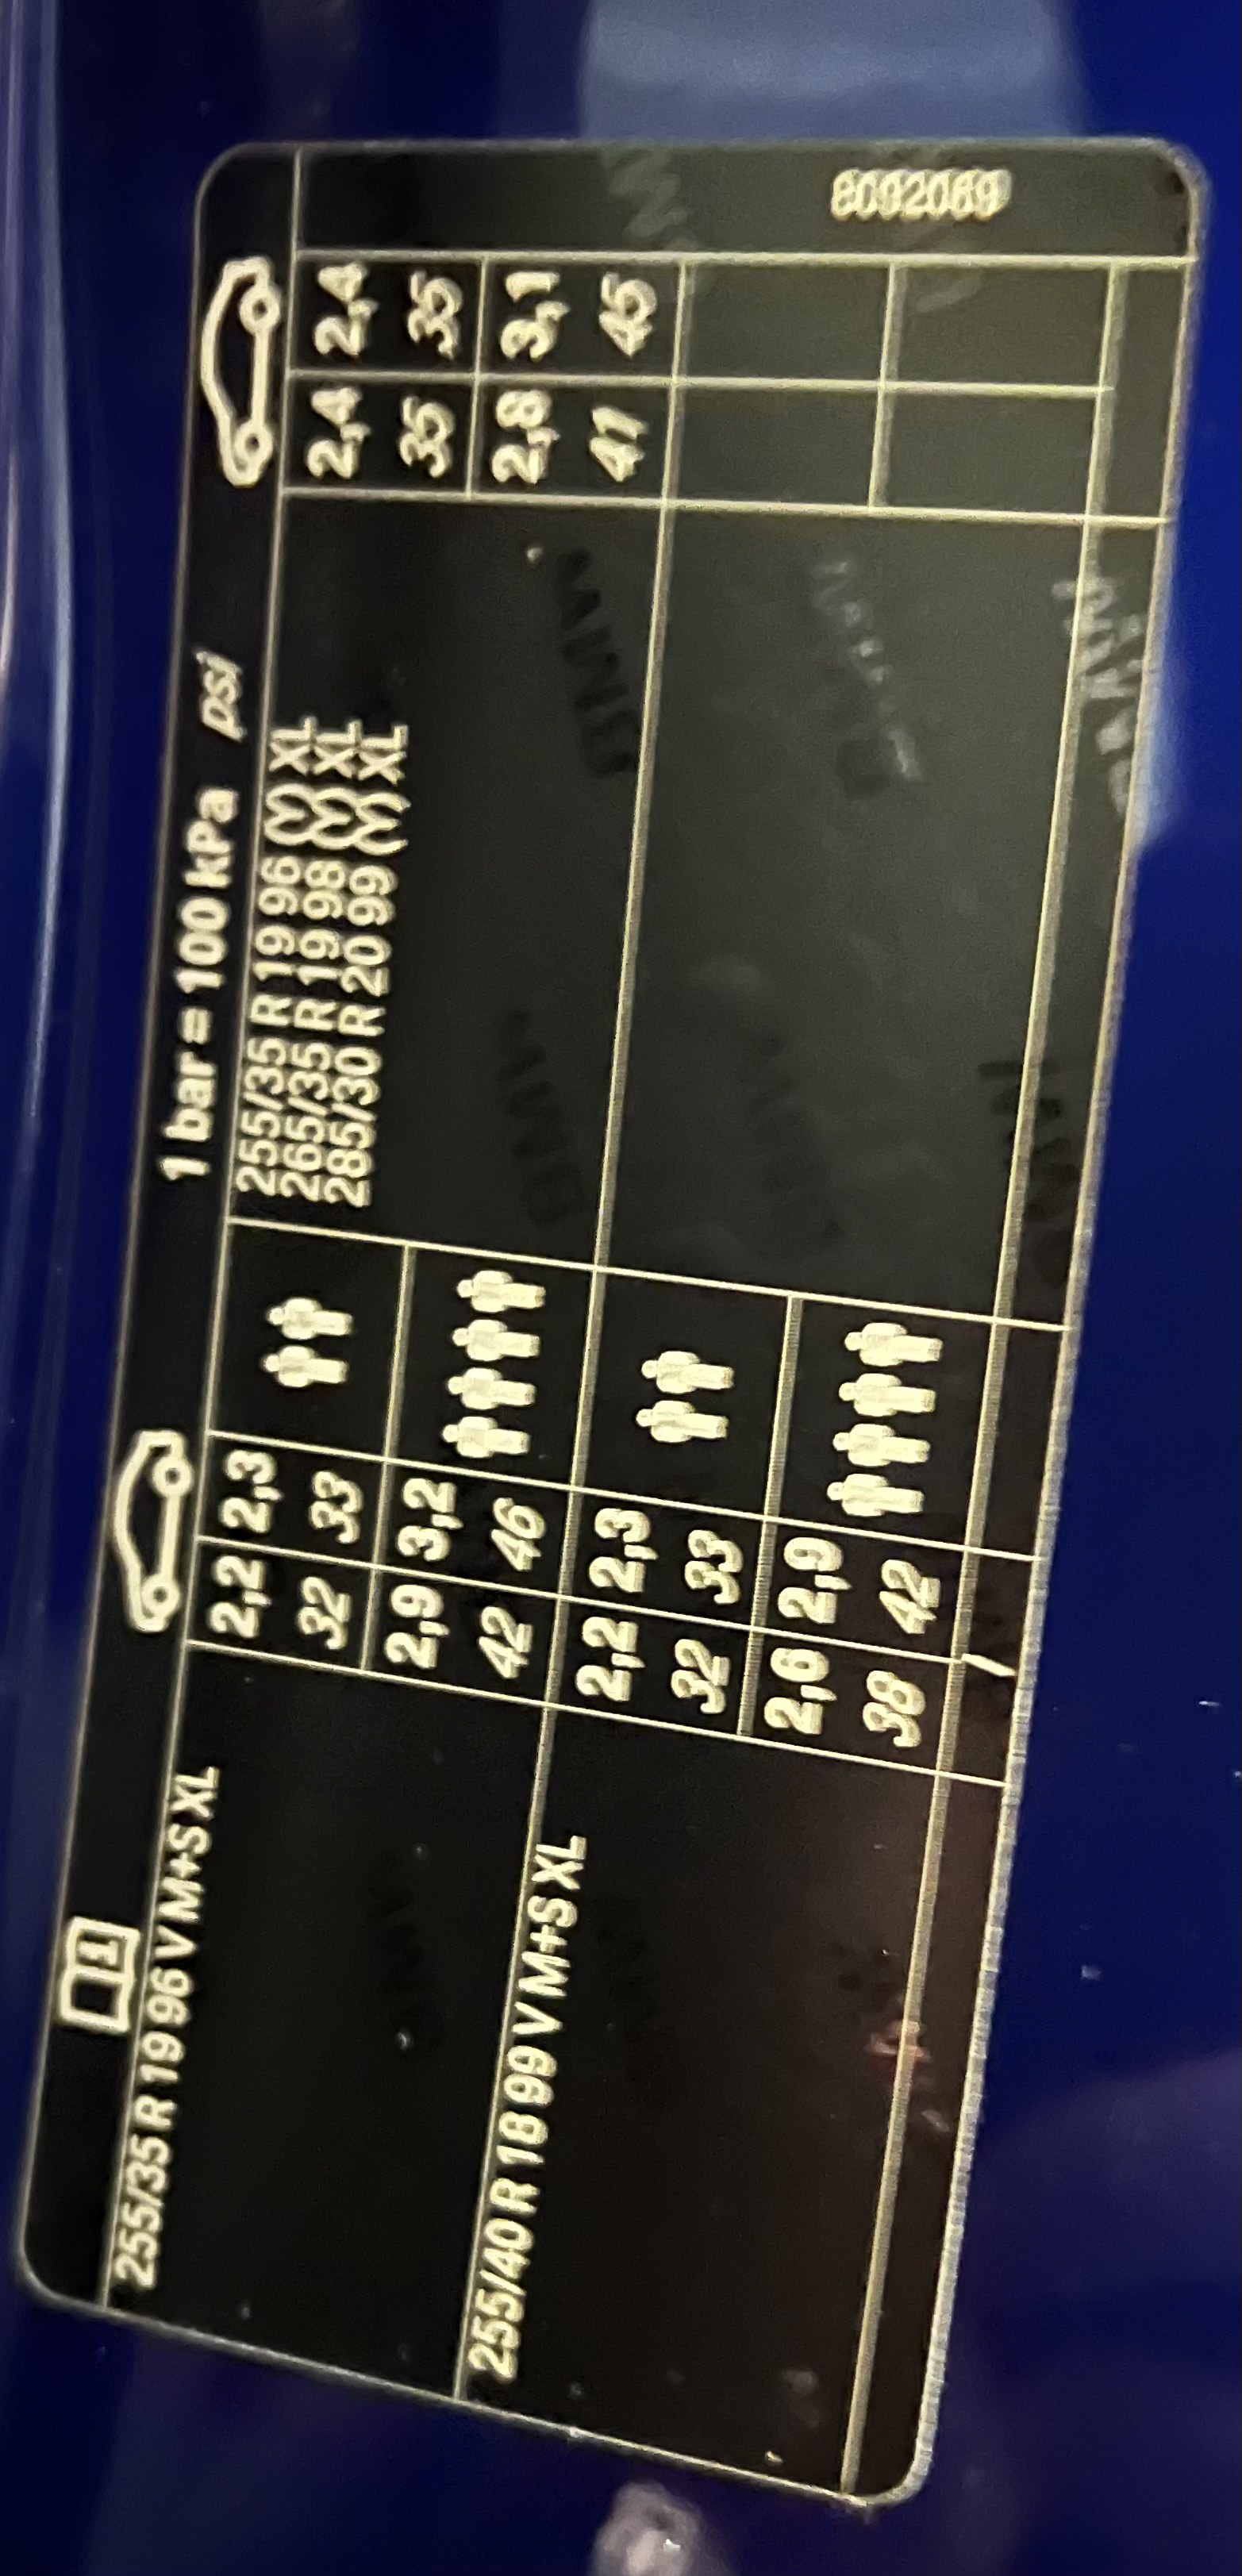 1 bar = 100 kPa psi
255/35 R 19 96 V M+S XL
2,2 2,3
32 33
2,9 3,2
42 46
255/35 R 19 96 (Y) XL
265/35 R 19 98 (Y) XL
285/30 R 20 99 (Y) XL
2,4 2,4
35 35
2,8 3,1
41 45
255/40 R 18 99 V M+S XL
2,2 2,3
32 33
2,6 2,9
38 42
/
8092069